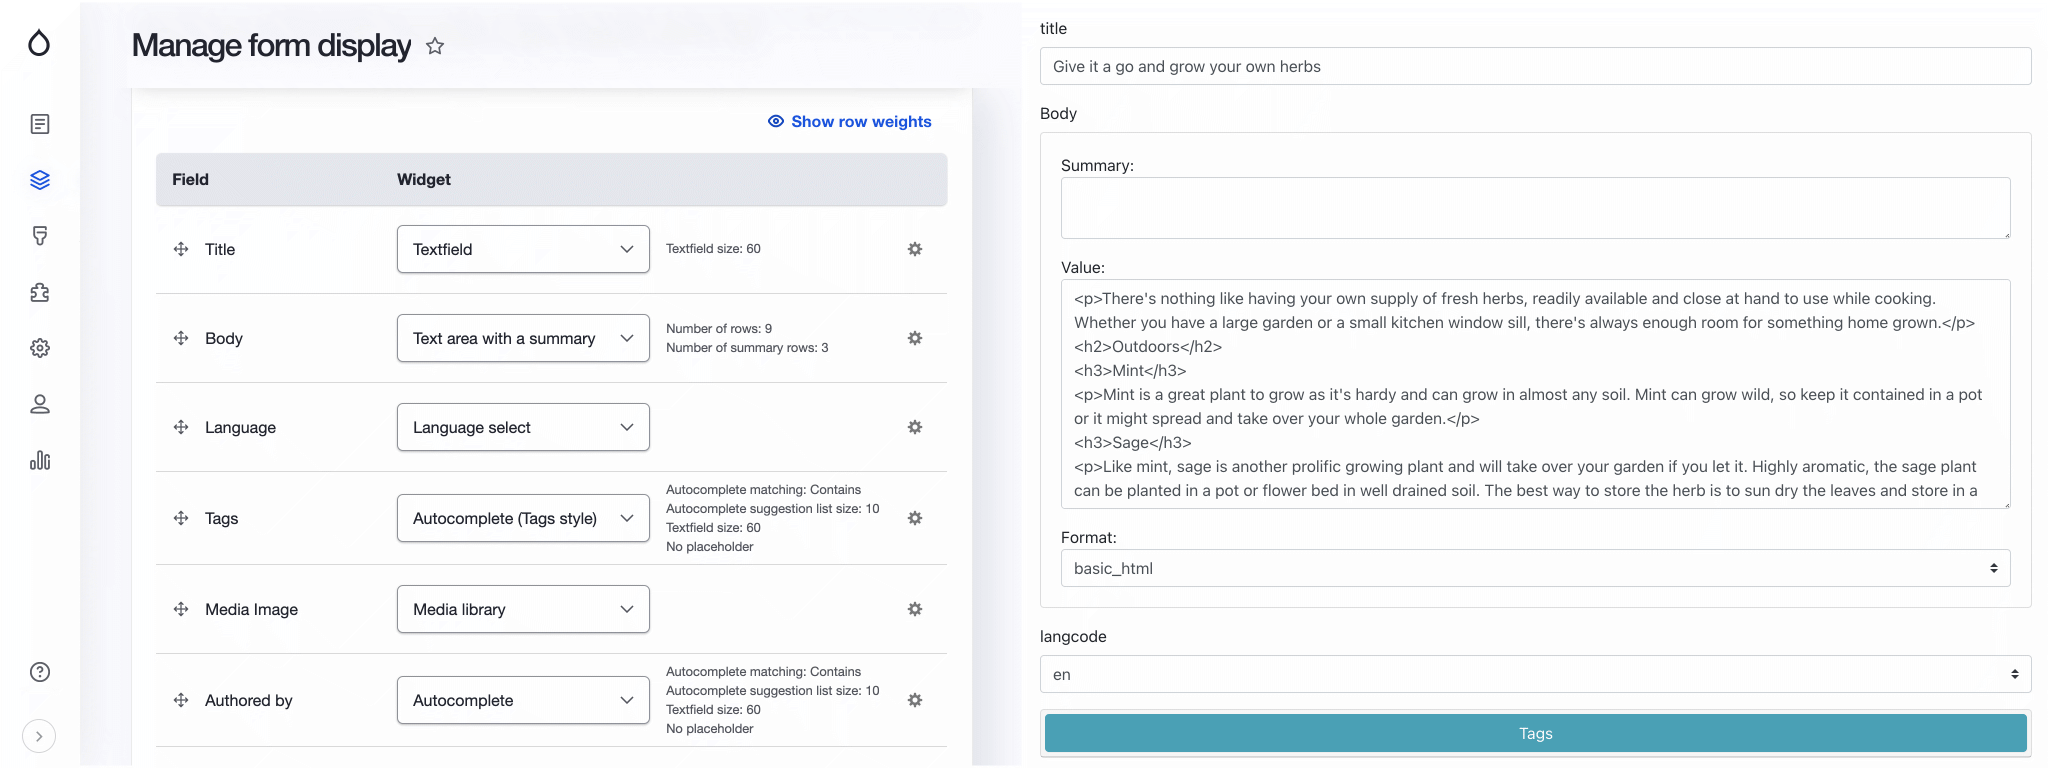 Manage form display
Show row weights
Field Widget
Title Textfield Textfield size: 60
Body Text area with a summary Number of rows: 9
Number of summary rows: 3
Language Language select
Tags Autocomplete (Tags style) Autocomplete matching: Contains
Autocomplete suggestion list size: 10
Textfield size: 60
No placeholder
Media Image Media library
Authored by Autocomplete Autocomplete matching: Contains
Autocomplete suggestion list size: 10
Textfield size: 60
No placeholder
title
Give it a go and grow your own herbs
Body
Summary:
Value:
<p>There's nothing like having your own supply of fresh herbs, readily available and close at hand to use while cooking.
Whether you have a large garden or a small kitchen window sill, there's always enough room for something home grown.</p>
<h2>Outdoors</h2>
<h3>Mint</h3>
<p>Mint is a great plant to grow as it's hardy and can grow in almost any soil. Mint can grow wild, so keep it contained in a pot
or it might spread and take over your whole garden.</p>
<h3>Sage</h3>
<p>Like mint, sage is another prolific growing plant and will take over your garden if you let it. Highly aromatic, the sage plant
can be planted in a pot or flower bed in well drained soil. The best way to store the herb is to sun dry the leaves and store in a
Format:
basic_html
langcode
en
Tags